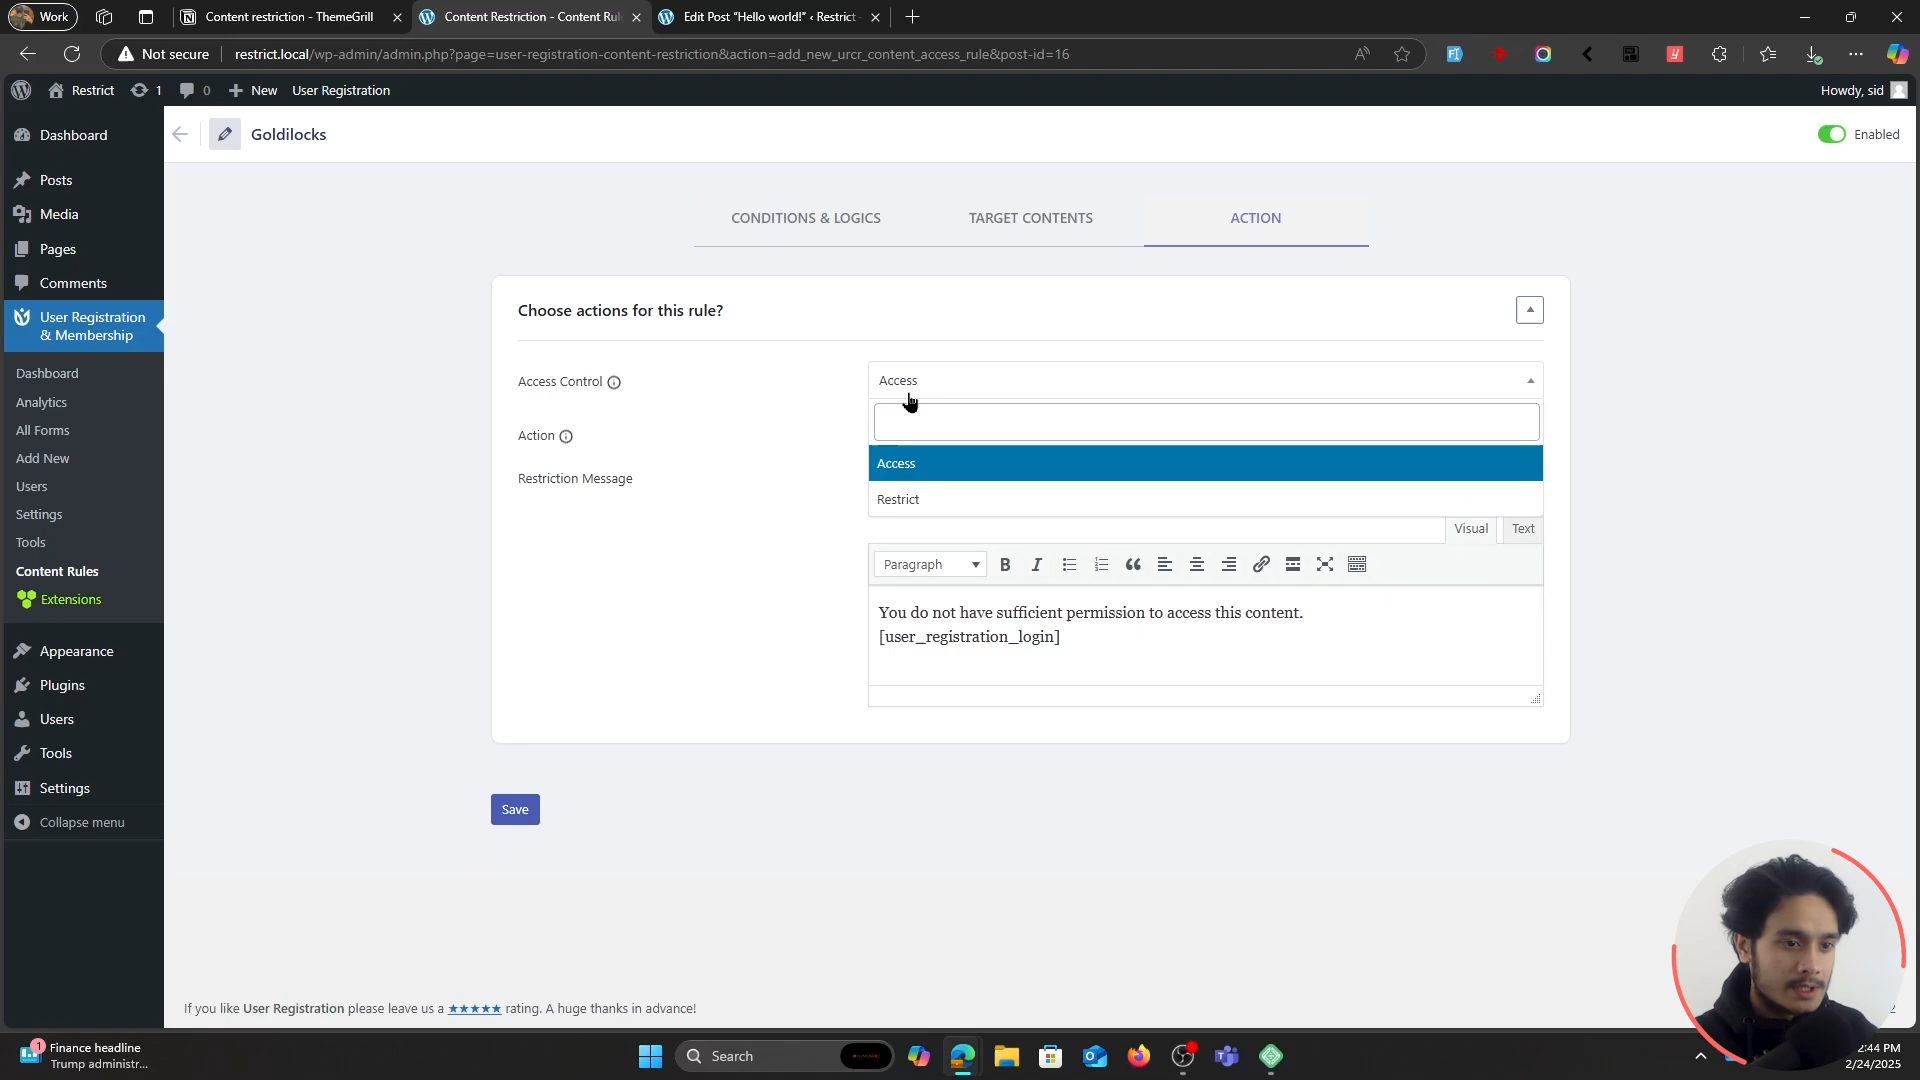 Work
Content restriction - ThemeGrill
Content Restriction - Content Rul
Edit Post "Hello world!" ‹ Restrict
Not secure
restrict.local/wp-admin/admin.php?page=user-registration-content-restriction&action=add_new_urcr_content_access_rule&post-id=16
Restrict
1
0
New
User Registration
Howdy, sid
Dashboard
Posts
Media
Pages
Comments
User Registration
& Membership
Dashboard
Analytics
All Forms
Add New
Users
Settings
Tools
Content Rules
Extensions
Appearance
Plugins
Users
Tools
Settings
Collapse menu
Goldilocks
Enabled
CONDITIONS & LOGICS
TARGET CONTENTS
ACTION
Choose actions for this rule?
Access Control
Access
Access
Restrict
Action
Restriction Message
Visual
Text
Paragraph
You do not have sufficient permission to access this content.
[user_registration_login]
Save
If you like User Registration please leave us a ★★★★★ rating. A huge thanks in advance!
1
Finance headline
Trump administr...
Search
2:44 PM
2/24/2025